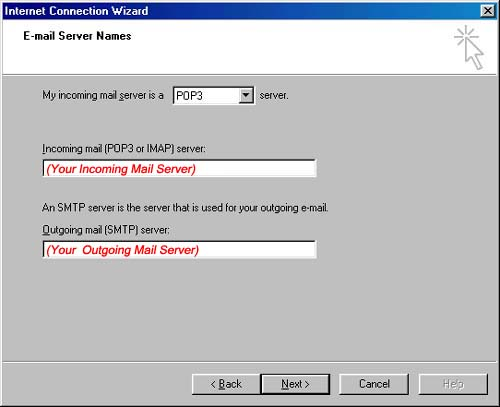 Internet Connection Wizard
E-mail Server Names
My incoming mail server is a POP3 server.
Incoming mail (POP3 or IMAP) server:
(Your Incoming Mail Server)
An SMTP server is the server that is used for your outgoing e-mail.
Outgoing mail (SMTP) server:
(Your Outgoing Mail Server)
< Back Next > Cancel Help